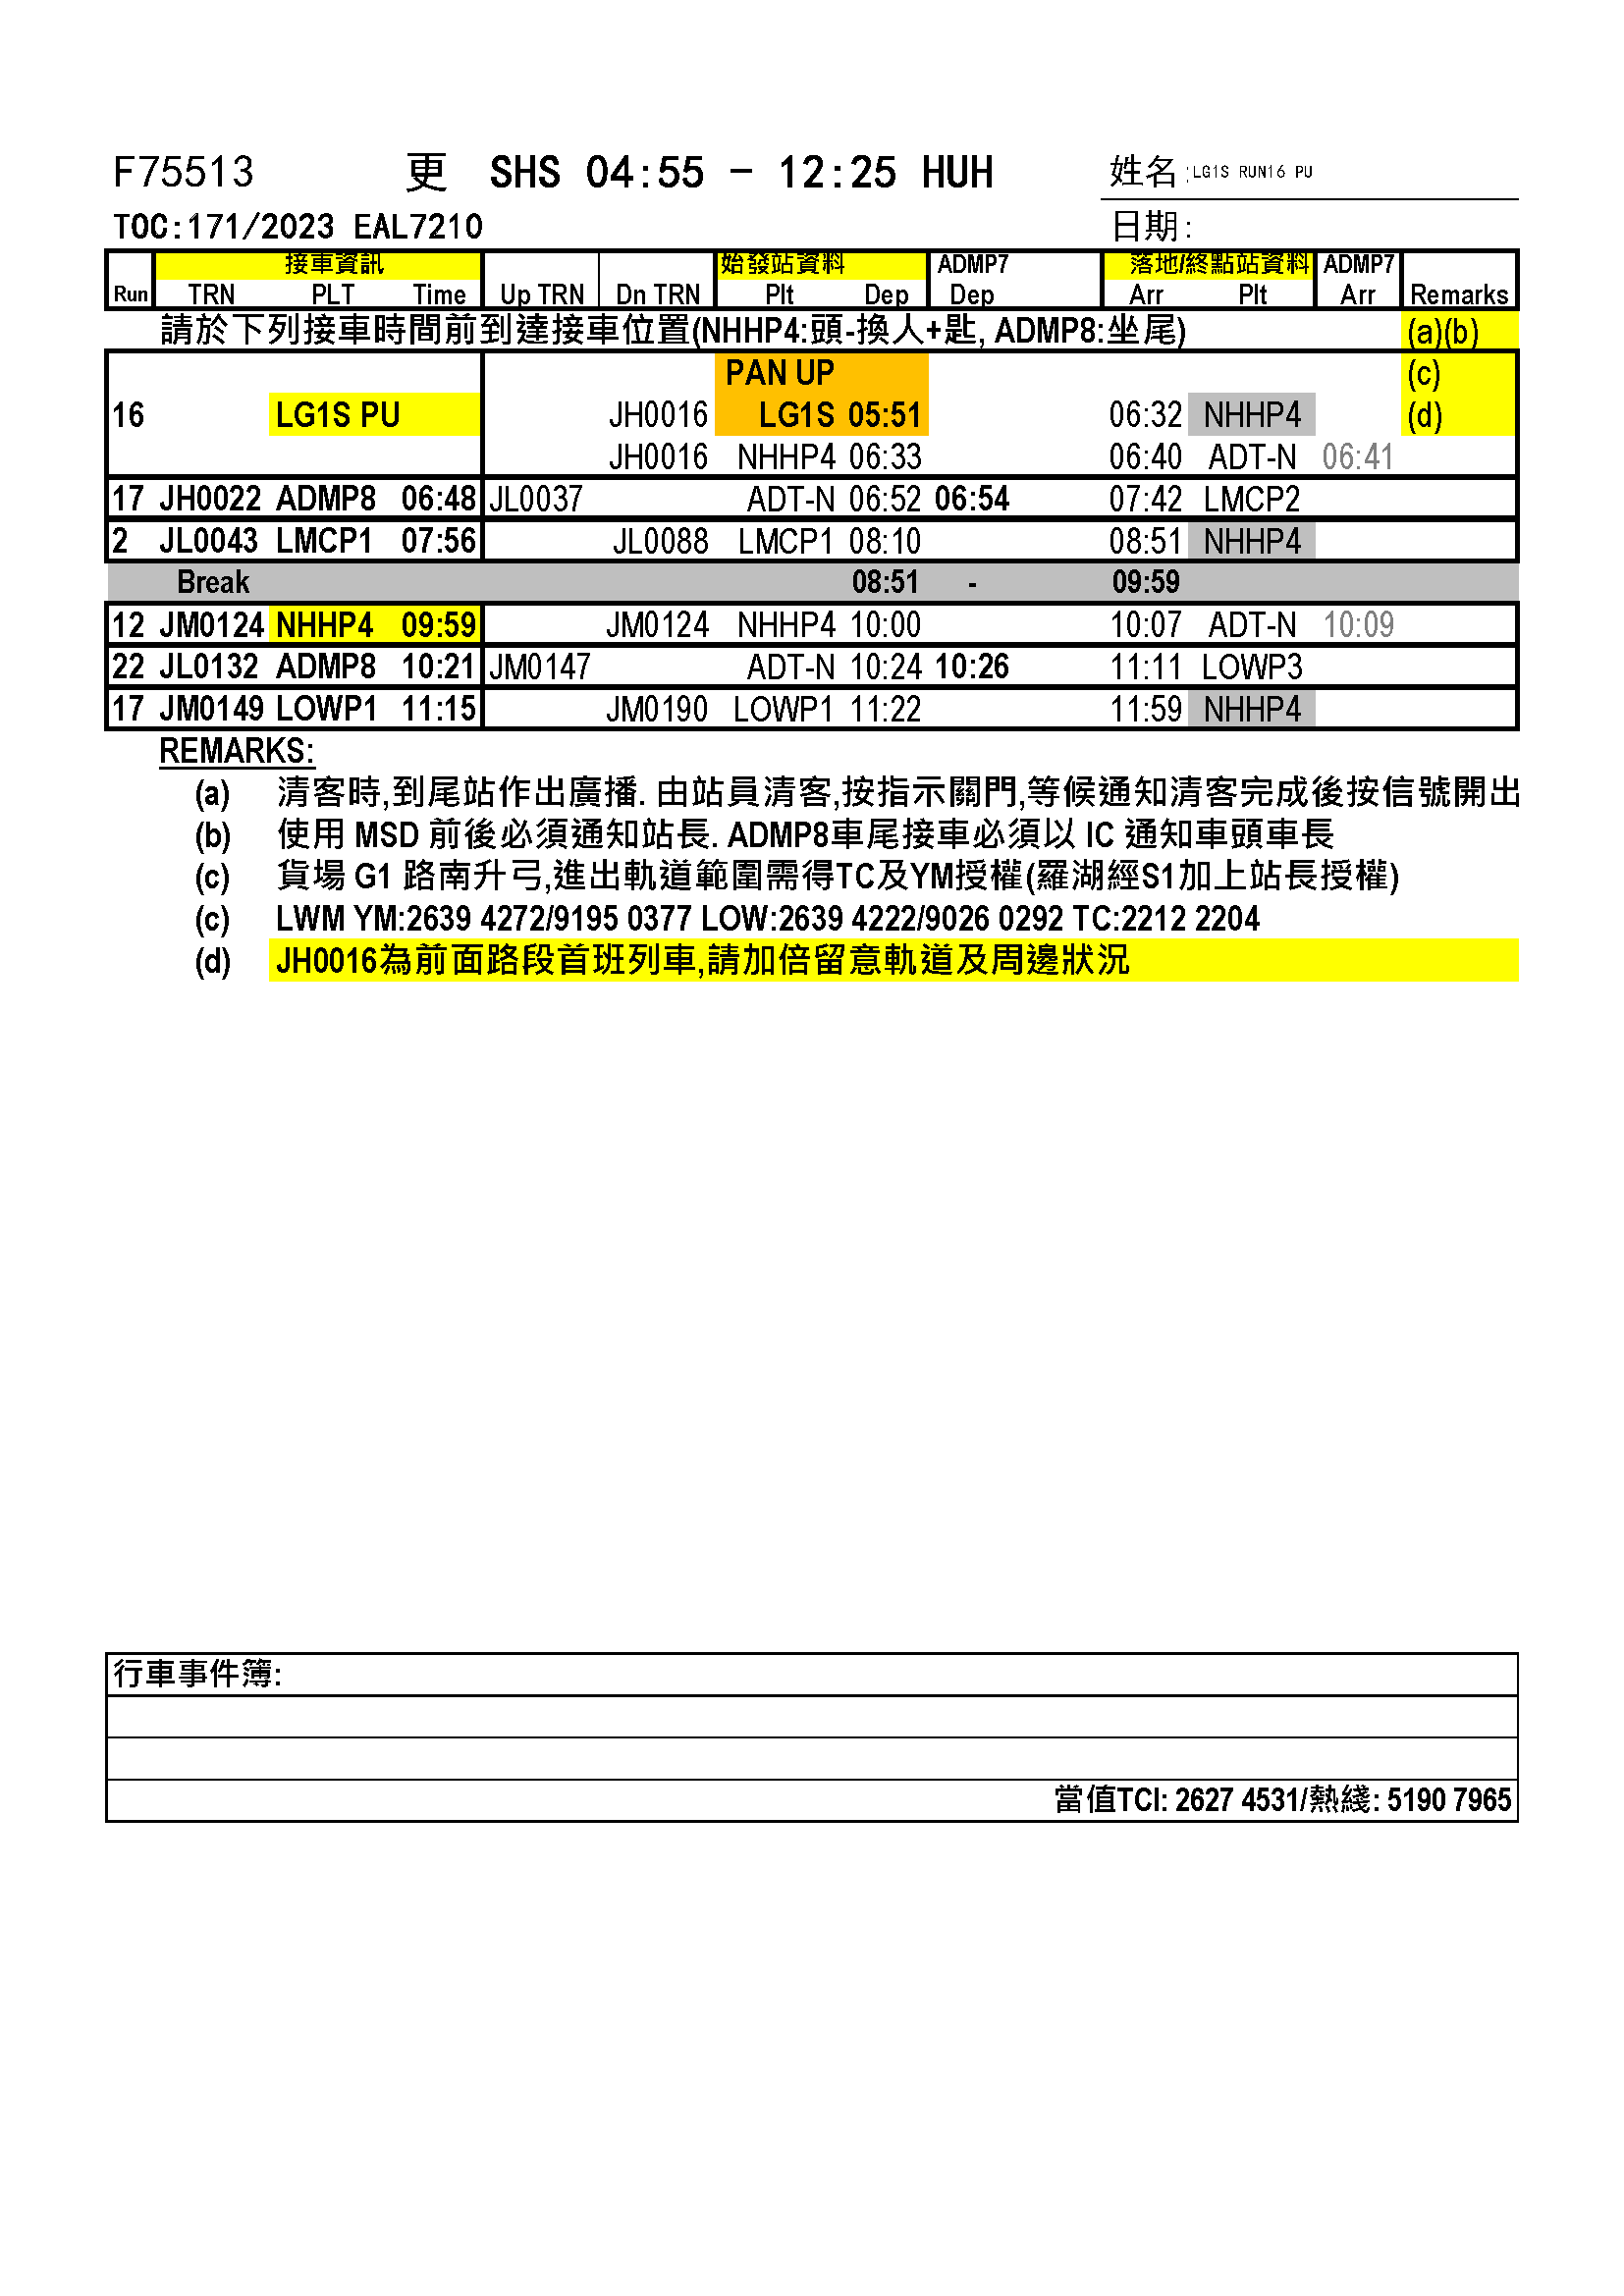 F75513 更 SHS 04:55 - 12:25 HUH 姓名:LG1S RUN16 PU
TOC:171/2023 EAL7210 日期:
接車資訊 始發站資料 ADMP7 落地/終點站資料 ADMP7
Run TRN PLT Time Up TRN Dn TRN Plt Dep Dep Arr Plt Arr Remarks
請於下列接車時間前到達接車位置(NHHP4:頭-換人+匙, ADMP8:坐尾) (a)(b)
PAN UP (c)
16 LG1S PU JH0016 LG1S 05:51 06:32 NHHP4 (d)
JH0016 NHHP4 06:33 06:40 ADT-N 06:41
17 JH0022 ADMP8 06:48 JL0037 ADT-N 06:52 06:54 07:42 LMCP2
2 JL0043 LMCP1 07:56 JL0088 LMCP1 08:10 08:51 NHHP4
Break 08:51 - 09:59
12 JM0124 NHHP4 09:59 JM0124 NHHP4 10:00 10:07 ADT-N 10:09
22 JL0132 ADMP8 10:21 JM0147 ADT-N 10:24 10:26 11:11 LOWP3
17 JM0149 LOWP1 11:15 JM0190 LOWP1 11:22 11:59 NHHP4
REMARKS:
(a) 清客時,到尾站作出廣播. 由站員清客,按指示關門,等候通知清客完成後按信號開出
(b) 使用 MSD 前後必須通知站長. ADMP8車尾接車必須以 IC 通知車頭車長
(c) 貨場 G1 路南升弓,進出軌道範圍需得TC及YM授權(羅湖經S1加上站長授權)
(c) LWM YM:2639 4272/9195 0377 LOW:2639 4222/9026 0292 TC:2212 2204
(d) JH0016為前面路段首班列車,請加倍留意軌道及周邊狀況
行車事件簿:
當值TCI: 2627 4531/熱綫: 5190 7965